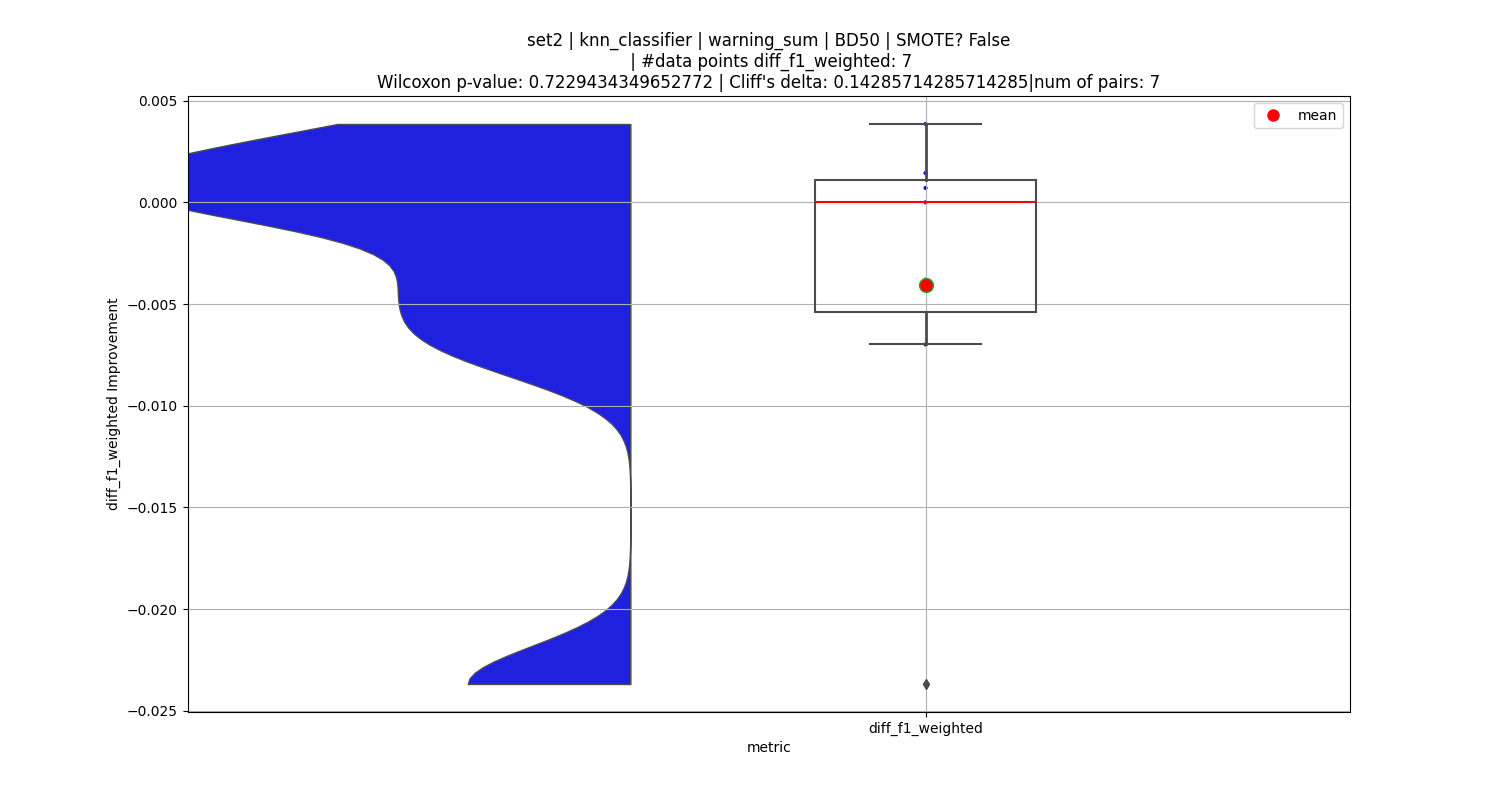 set2 | knn_classifier | warning_sum | BD50 | SMOTE? False
| #data points diff_f1_weighted: 7
Wilcoxon p-value: 0.7229434349652772 | Cliff's delta: 0.14285714285714285|num of pairs: 7
mean
0.005
0.000
−0.005
−0.010
−0.015
−0.020
−0.025
diff_f1_weighted Improvement
diff_f1_weighted
metric